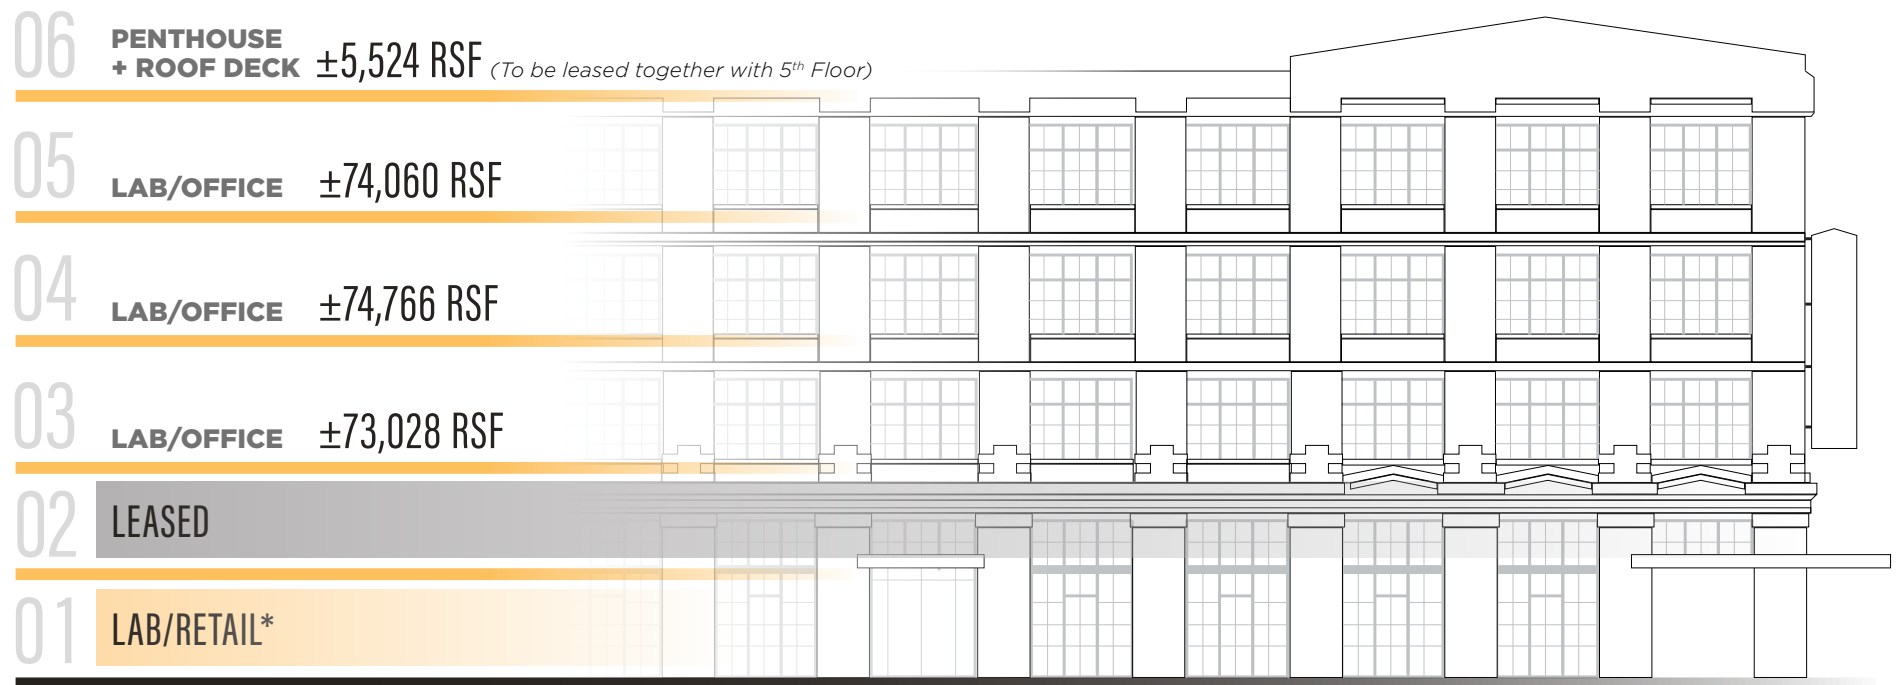 06 PENTHOUSE
+ ROOF DECK ±5,524 RSF (To be leased together with 5th Floor)
05 LAB/OFFICE ±74,060 RSF
04 LAB/OFFICE ±74,766 RSF
03 LAB/OFFICE ±73,028 RSF
02 LEASED
01 LAB/RETAIL*